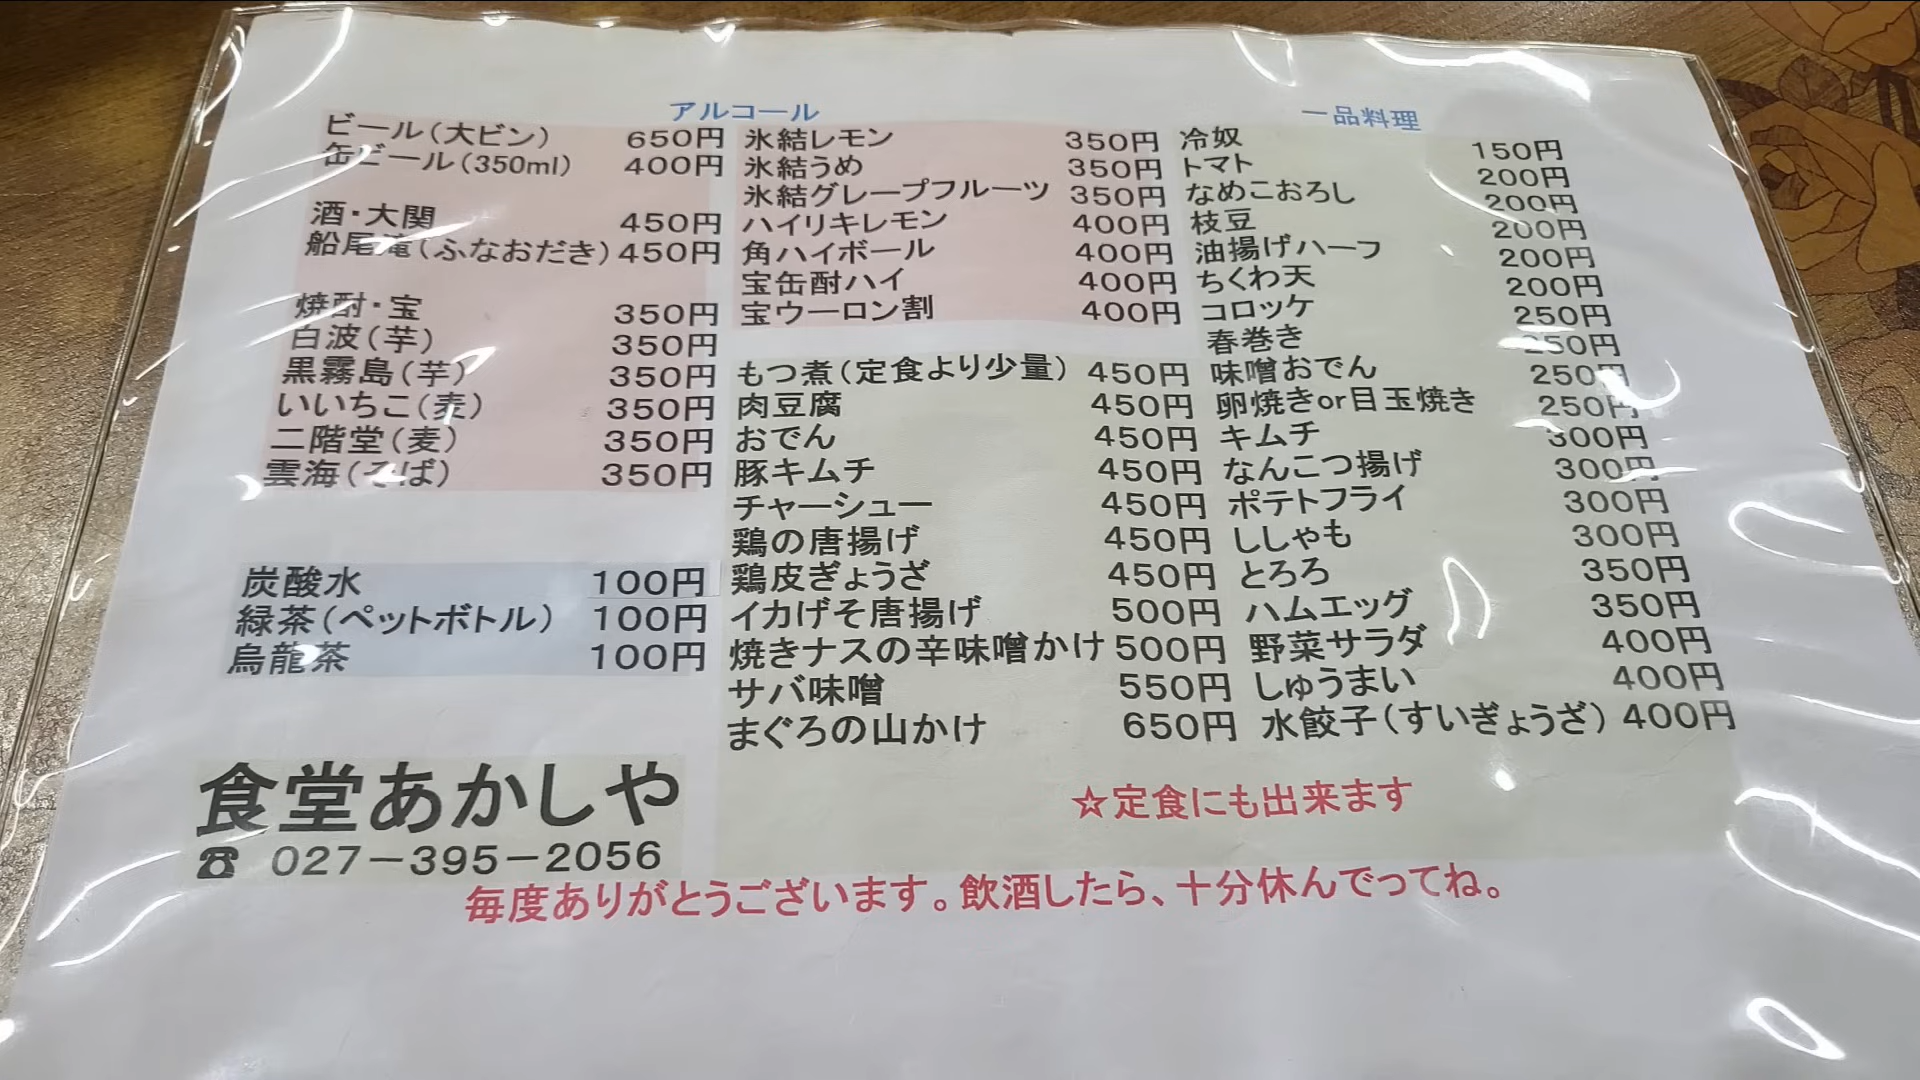 アルコール
ビール(大ビン) 650円
缶ビール(350ml) 400円
酒・大関 450円
船尾滝(ふなおだき) 450円
焼酎・宝 350円
白波(芋) 350円
黒霧島(芋) 350円
いいちこ(麦) 350円
二階堂(麦) 350円
雲海(そば) 350円
炭酸水 100円
緑茶(ペットボトル) 100円
烏龍茶 100円
氷結レモン 350円
氷結うめ 350円
氷結グレープフルーツ 350円
ハイリキレモン 400円
角ハイボール 400円
宝缶酎ハイ 400円
宝ウーロン割 400円
もつ煮(定食より少量) 450円
肉豆腐 450円
おでん 450円
豚キムチ 450円
チャーシュー 450円
鶏の唐揚げ 450円
鶏皮ぎょうざ 450円
イカげそ唐揚げ 500円
焼きナスの辛味噌かけ 500円
サバ味噌 550円
まぐろの山かけ 650円
一品料理
冷奴 150円
トマト 200円
なめこおろし 200円
枝豆 200円
油揚げハーフ 200円
ちくわ天 200円
コロッケ 250円
春巻き 250円
味噌おでん 250円
卵焼きor目玉焼き 250円
キムチ 300円
なんこつ揚げ 300円
ポテトフライ 300円
ししゃも 300円
とろろ 350円
ハムエッグ 350円
野菜サラダ 400円
しゅうまい 400円
水餃子(すいぎょうざ) 400円
☆定食にも出来ます
食堂あかしや
☎ 027-395-2056
毎度ありがとうございます。飲酒したら、十分休んでってね。